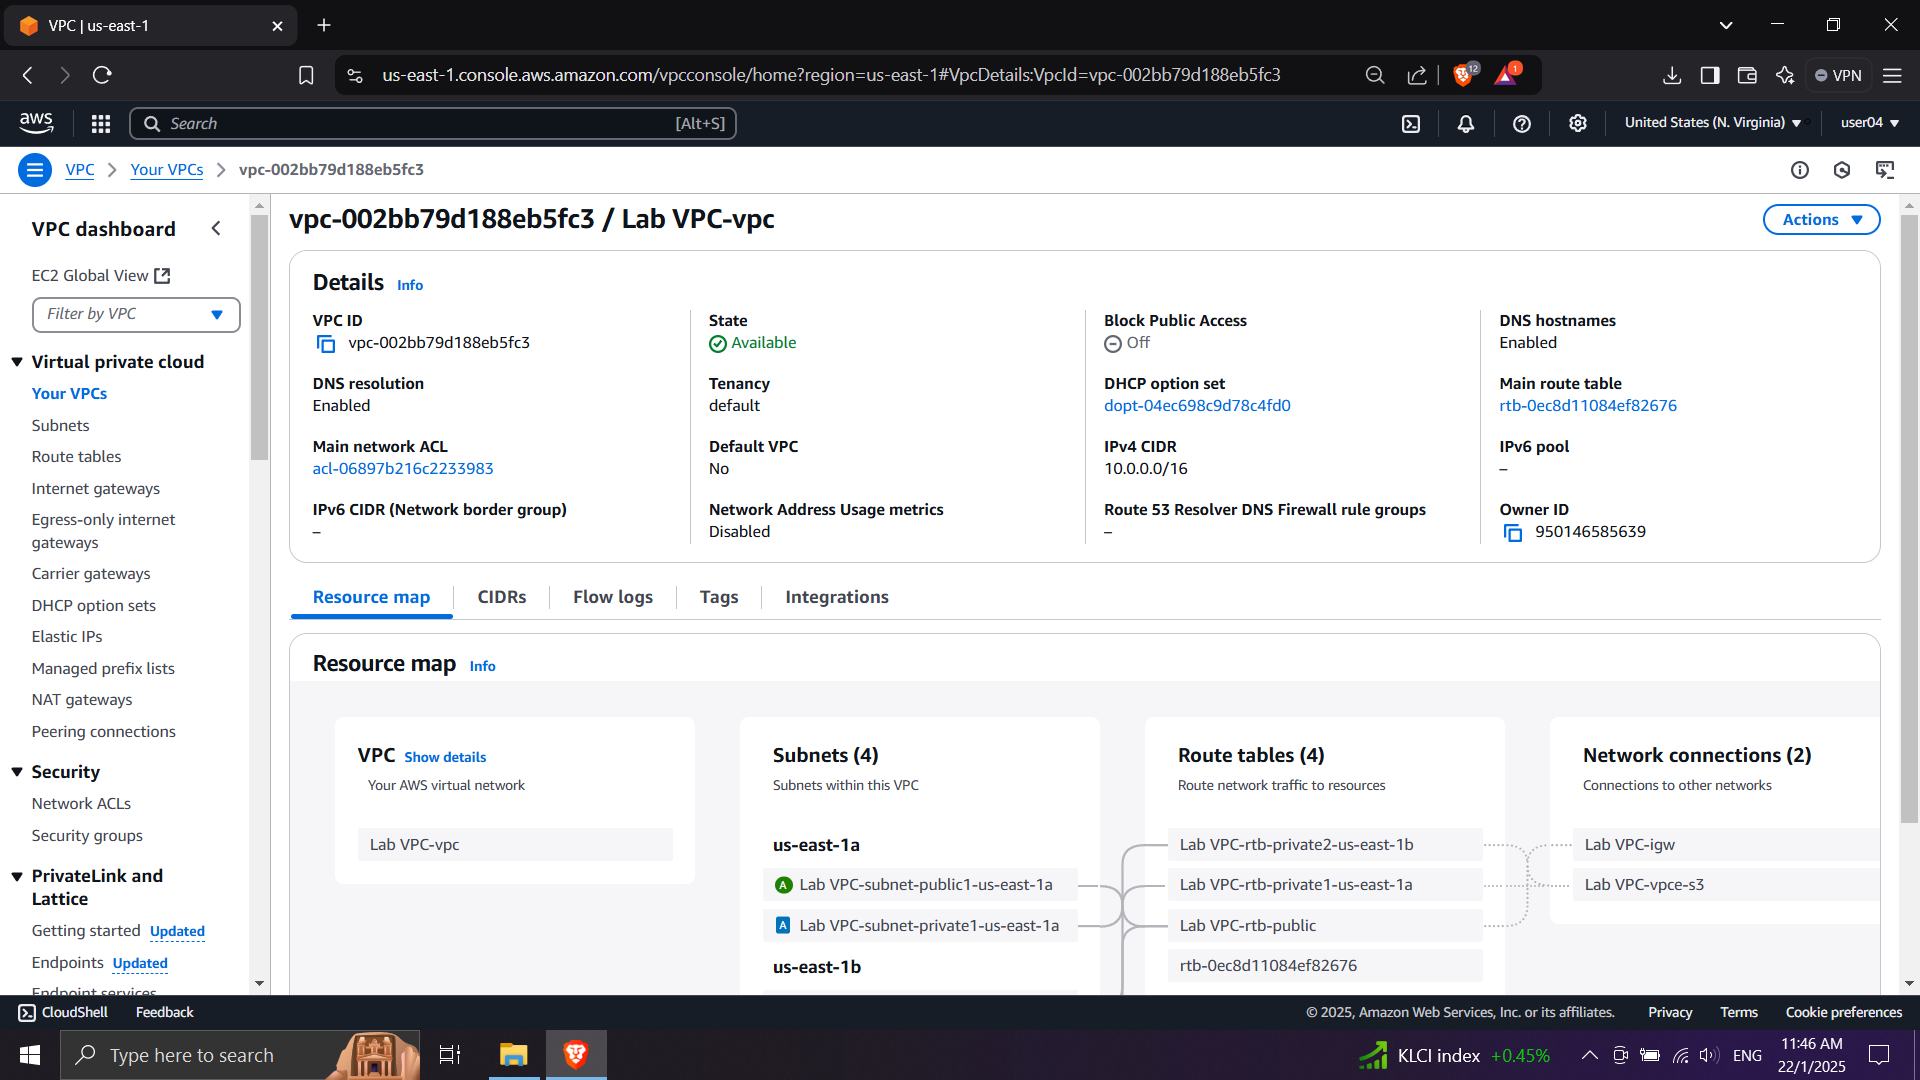 VPC | us-east-1
us-east-1.console.aws.amazon.com/vpcconsole/home?region=us-east-1#VpcDetails:VpcId=vpc-002bb79d188eb5fc3
12
1
VPN
aws
Search
[Alt+S]
United States (N. Virginia)
user04
VPC
Your VPCs
vpc-002bb79d188eb5fc3
VPC dashboard
EC2 Global View
Filter by VPC
Virtual private cloud
Your VPCs
Subnets
Route tables
Internet gateways
Egress-only internet
gateways
Carrier gateways
DHCP option sets
Elastic IPs
Managed prefix lists
NAT gateways
Peering connections
Security
Network ACLs
Security groups
PrivateLink and
Lattice
Getting started Updated
Endpoints Updated
Endpoint services
vpc-002bb79d188eb5fc3 / Lab VPC-vpc
Actions
Details Info
VPC ID
vpc-002bb79d188eb5fc3
State
Available
Block Public Access
Off
DNS hostnames
Enabled
DNS resolution
Enabled
Tenancy
default
DHCP option set
dopt-04ec698c9d78c4fd0
Main route table
rtb-0ec8d11084ef82676
Main network ACL
acl-06897b216c2233983
Default VPC
No
IPv4 CIDR
10.0.0.0/16
IPv6 pool
–
IPv6 CIDR (Network border group)
–
Network Address Usage metrics
Disabled
Route 53 Resolver DNS Firewall rule groups
–
Owner ID
950146585639
Resource map
CIDRs
Flow logs
Tags
Integrations
Resource map Info
VPC Show details
Your AWS virtual network
Lab VPC-vpc
Subnets (4)
Subnets within this VPC
us-east-1a
A Lab VPC-subnet-public1-us-east-1a
A Lab VPC-subnet-private1-us-east-1a
us-east-1b
Route tables (4)
Route network traffic to resources
Lab VPC-rtb-private2-us-east-1b
Lab VPC-rtb-private1-us-east-1a
Lab VPC-rtb-public
rtb-0ec8d11084ef82676
Network connections (2)
Connections to other networks
Lab VPC-igw
Lab VPC-vpce-s3
CloudShell
Feedback
© 2025, Amazon Web Services, Inc. or its affiliates.
Privacy
Terms
Cookie preferences
Type here to search
KLCI index +0.45%
ENG
11:46 AM
22/1/2025